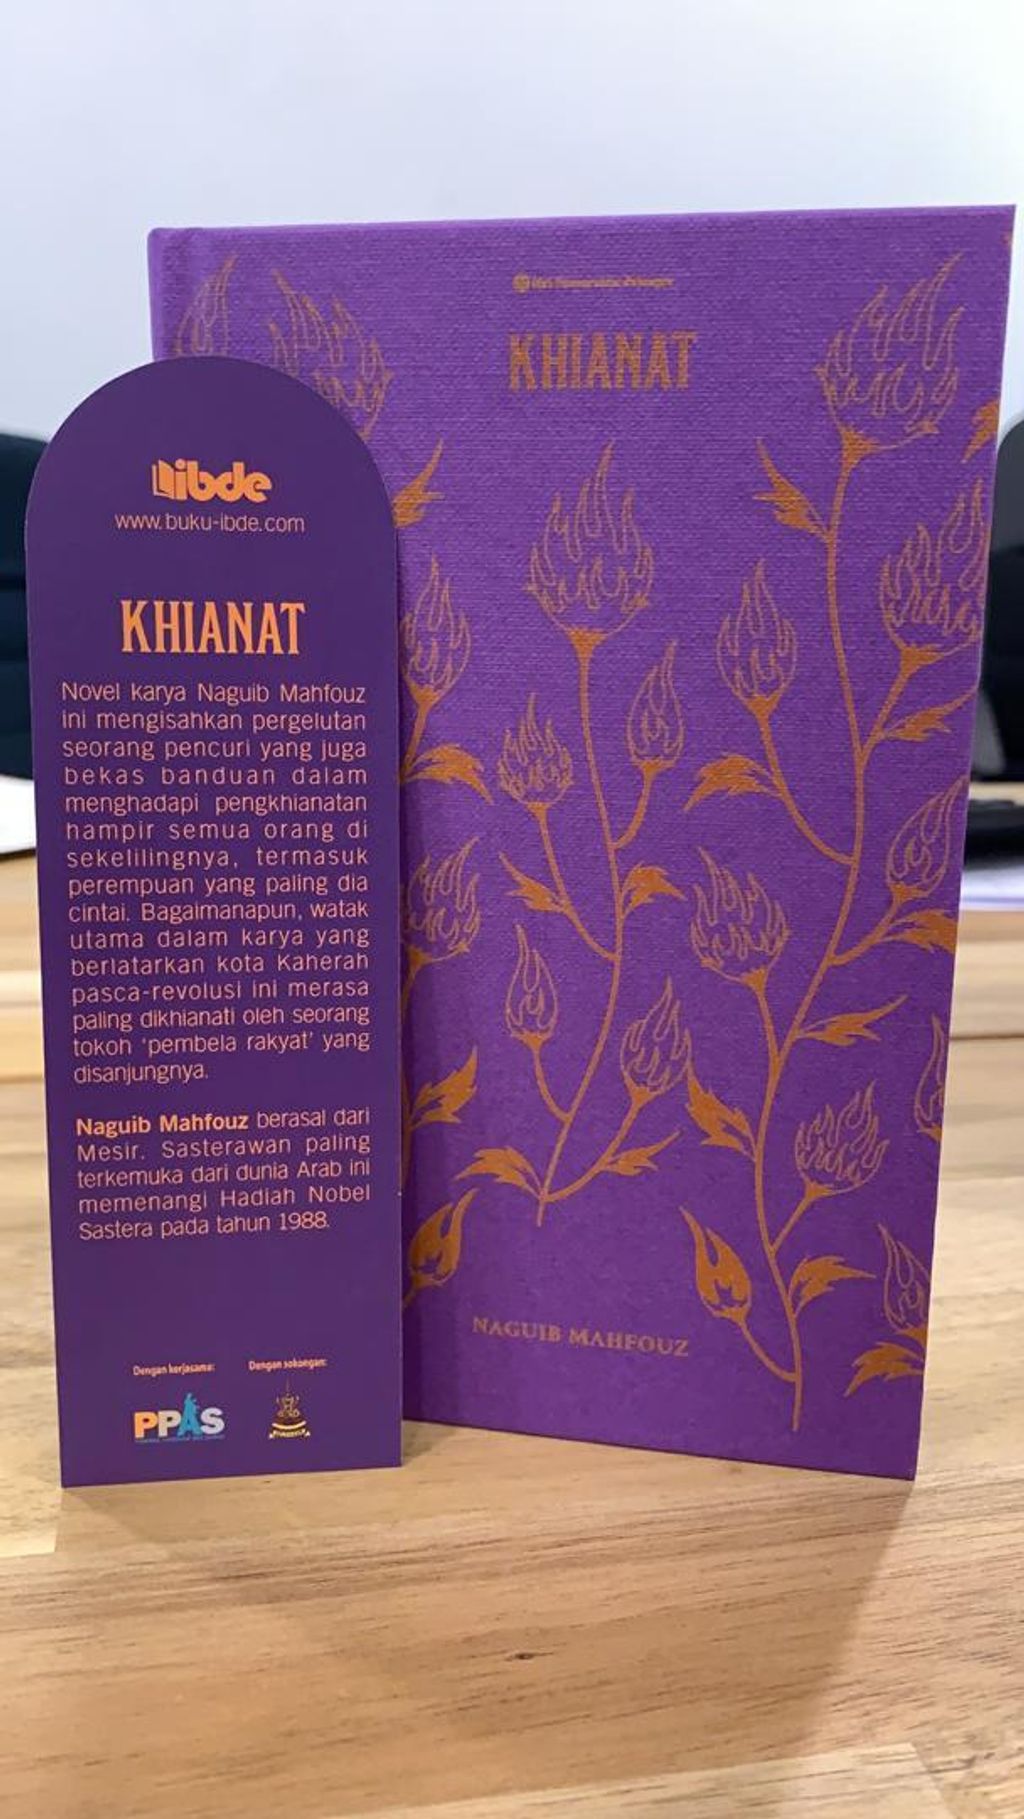 ibde
www.buku-ibde.com
KHIANAT
Novel karya Naguib Mahfouz
ini mengisahkan pergelutan
seorang pencuri yang juga
bekas banduan dalam
menghadapi pengkhianatan
hampir semua orang di
sekelilingnya, termasuk
perempuan yang paling dia
cintai. Bagaimanapun, watak
utama dalam karya yang
berlatarkan kota Kaherah
pasca-revolusi ini merasa
paling dikhianati oleh seorang
tokoh ‘pembela rakyat’ yang
disanjungnya.
Naguib Mahfouz berasal dari
Mesir. Sasterawan paling
terkemuka dari dunia Arab ini
memenangi Hadiah Nobel
Sastera pada tahun 1988.
Dengan kerjasama:
Dengan sokongan:
PPAS
KHIANAT
NAGUIB MAHFOUZ